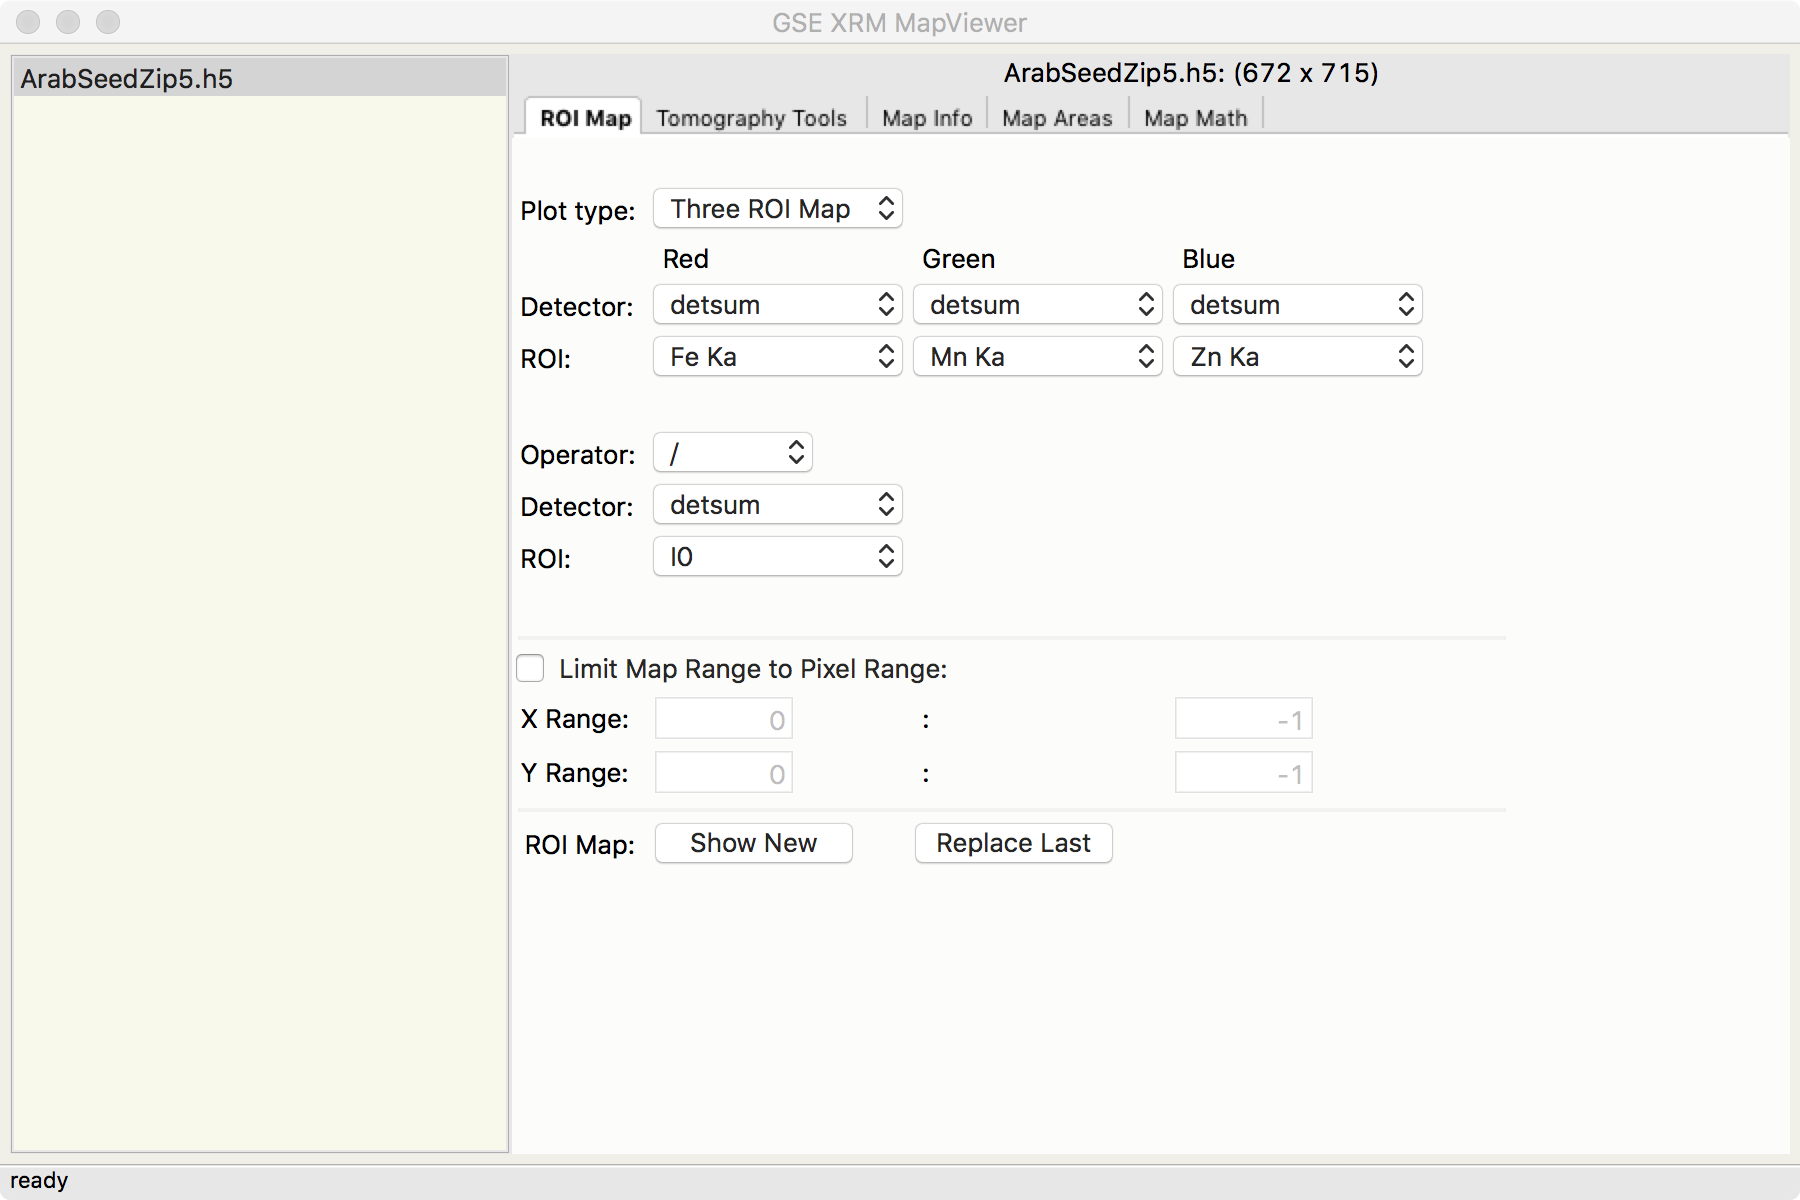 GSE XRM MapViewer
ArabSeedZip5.h5
ArabSeedZip5.h5: (672 x 715)
ROI Map Tomography Tools Map Info Map Areas Map Math
Plot type: Three ROI Map
Red Green Blue
Detector: detsum detsum detsum
ROI: Fe Ka Mn Ka Zn Ka
Operator: /
Detector: detsum
ROI: I0
Limit Map Range to Pixel Range:
X Range: 0 : -1
Y Range: 0 : -1
ROI Map: Show New Replace Last
ready